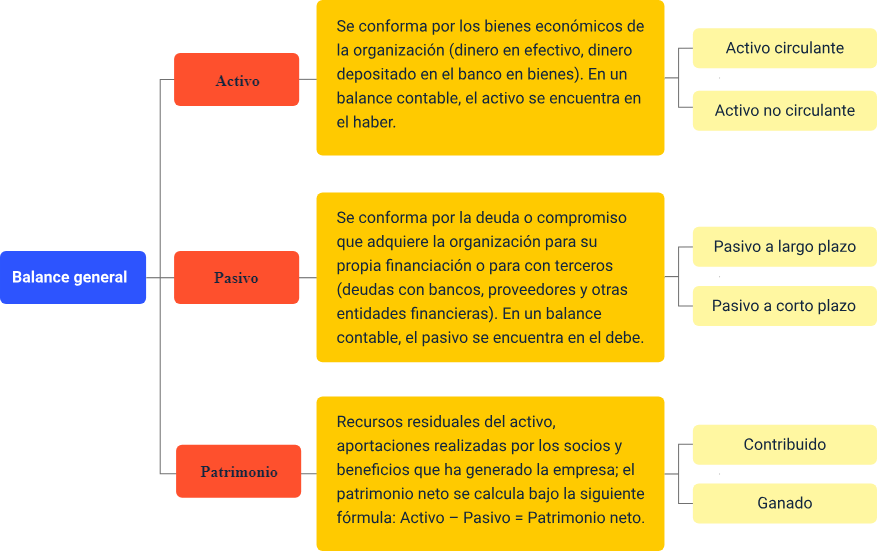 Balance general
Activo
Se conforma por los bienes económicos de
la organización (dinero en efectivo, dinero
depositado en el banco en bienes). En un
balance contable, el activo se encuentra en
el haber.
Activo circulante
Activo no circulante
Pasivo
Se conforma por la deuda o compromiso
que adquiere la organización para su
propia financiación o para con terceros
(deudas con bancos, proveedores y otras
entidades financieras). En un balance
contable, el pasivo se encuentra en el debe.
Pasivo a largo plazo
Pasivo a corto plazo
Patrimonio
Recursos residuales del activo,
aportaciones realizadas por los socios y
beneficios que ha generado la empresa; el
patrimonio neto se calcula bajo la siguiente
fórmula: Activo – Pasivo = Patrimonio neto.
Contribuido
Ganado